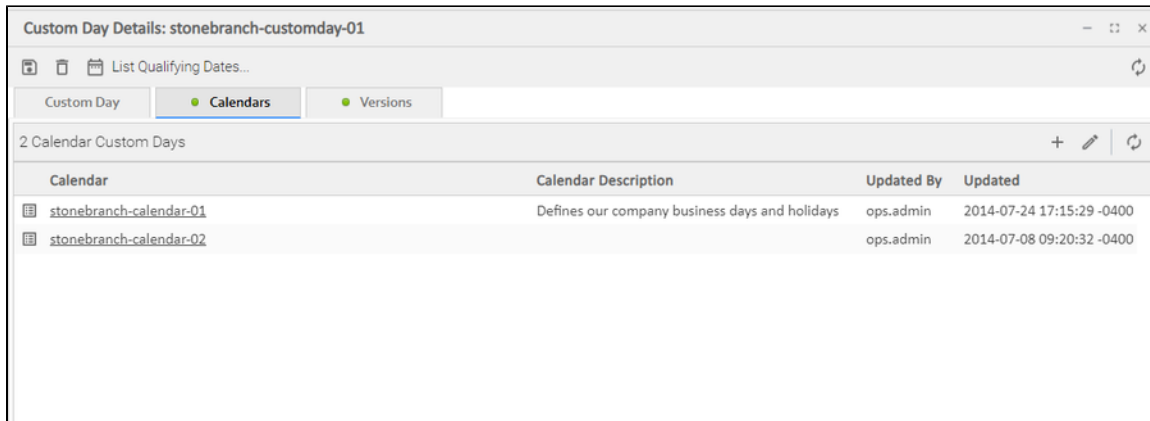 Custom Day Details: stonebranch-customday-01
List Qualifying Dates...
Custom Day Calendars Versions
2 Calendar Custom Days
Calendar Calendar Description Updated By Updated
stonebranch-calendar-01 Defines our company business days and holidays ops.admin 2014-07-24 17:15:29 -0400
stonebranch-calendar-02 ops.admin 2014-07-08 09:20:32 -0400